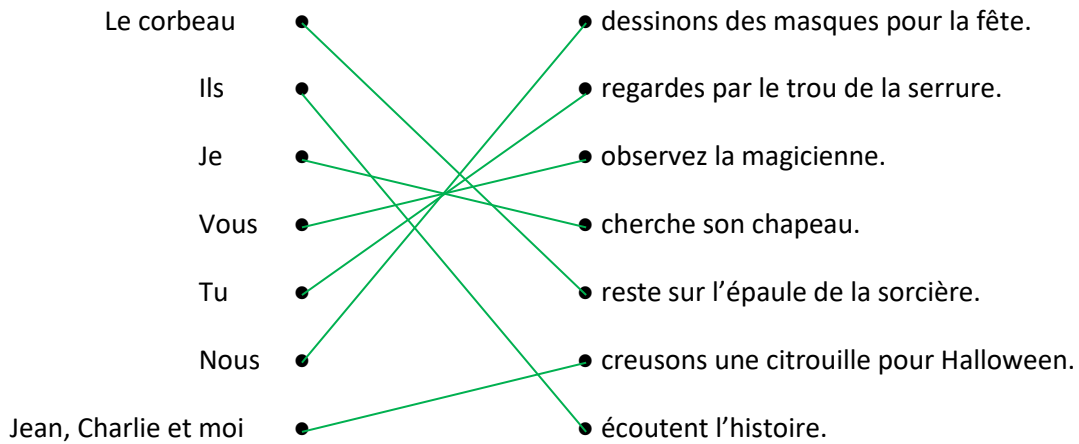 Le corbeau ● ● dessinons des masques pour la fête.
Ils ● ● regardes par le trou de la serrure.
Je ● ● observez la magicienne.
Vous ● ● cherche son chapeau.
Tu ● ● reste sur l’épaule de la sorcière.
Nous ● ● creusons une citrouille pour Halloween.
Jean, Charlie et moi ● ● écoutent l’histoire.